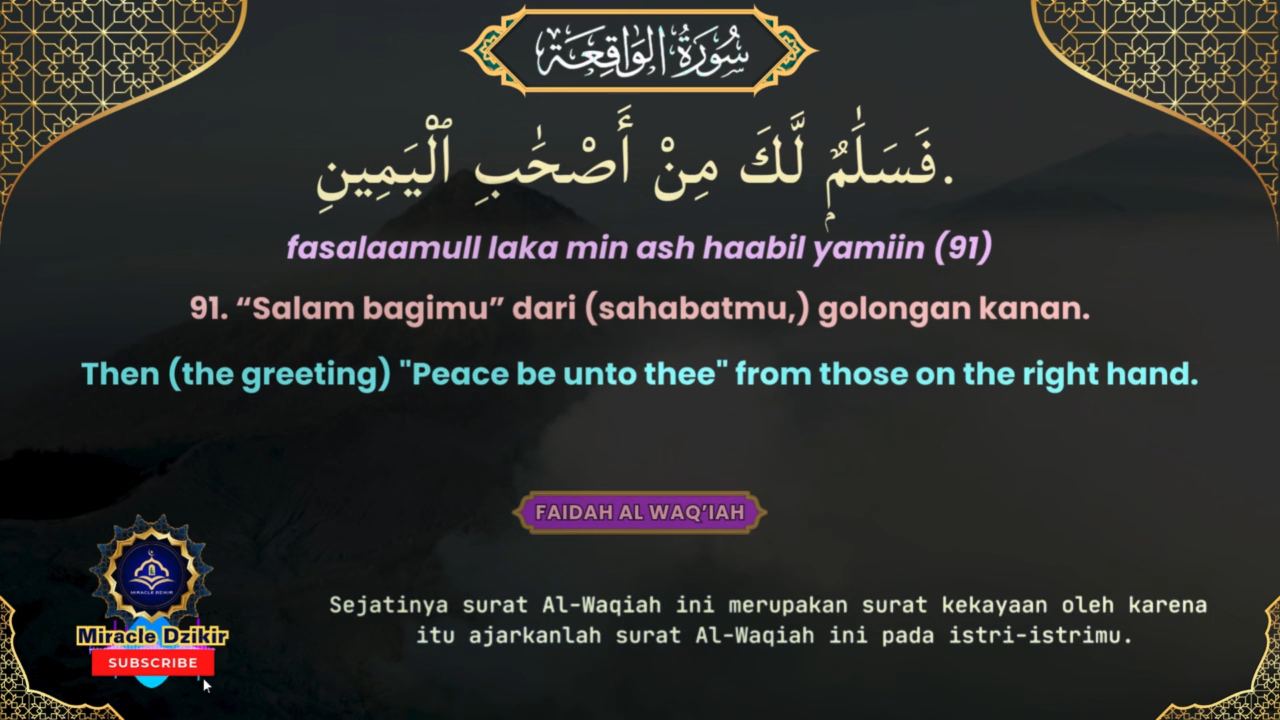 سُورَةُ الْوَاقِعَة
فَسَلَٰمٌۭ لَّكَ مِنْ أَصْحَٰبِ ٱلْيَمِينِ.
fasalaamull laka min ash haabil yamiin (91)
91. “Salam bagimu” dari (sahabatmu,) golongan kanan.
Then (the greeting) "Peace be unto thee" from those on the right hand.
FAIDAH AL WAQ’IAH
Sejatinya surat Al-Waqiah ini merupakan surat kekayaan oleh karena
itu ajarkanlah surat Al-Waqiah ini pada istri-istrimu.
MIRACLE DZIKIR
Miracle Dzikir
SUBSCRIBE